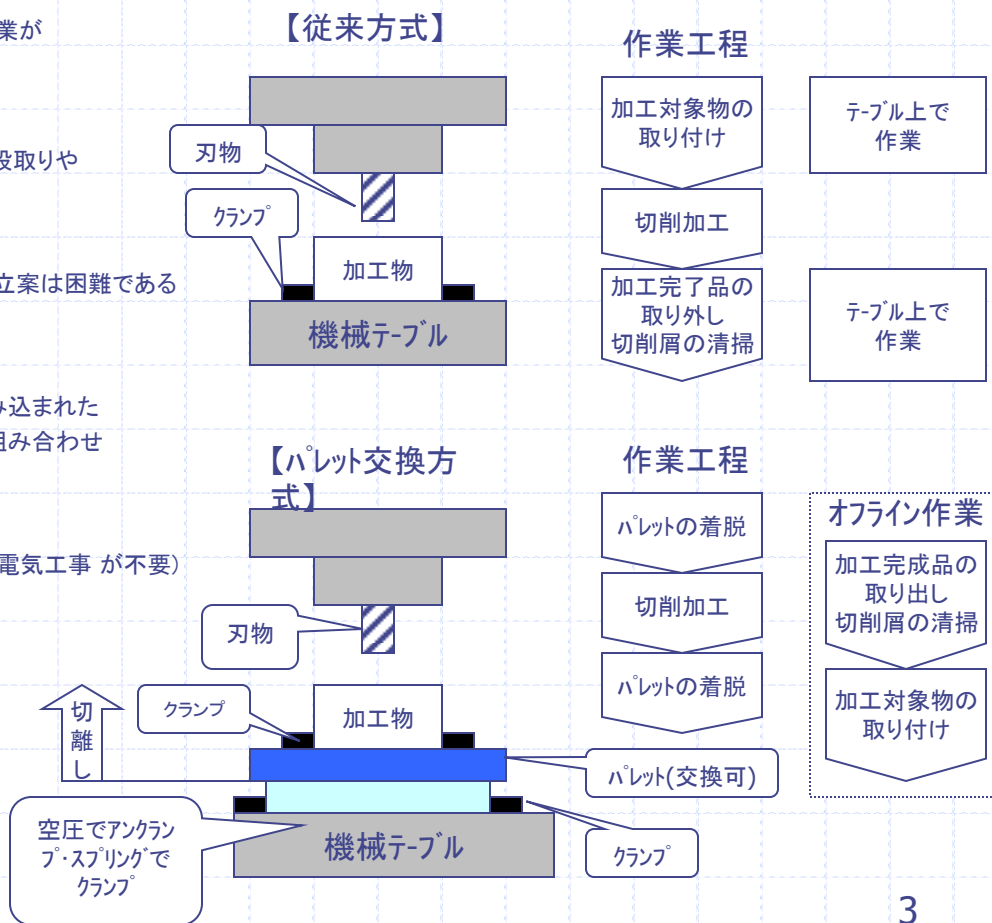 業が
段取りや
立案は困難である
み込まれた
組み合わせ
電気工事 が不要）
【従来方式】
刃物
ｸﾗﾝﾌﾟ
加工物
機械ﾃｰﾌﾞﾙ
作業工程
加工対象物の
取り付け
切削加工
加工完了品の
取り外し
切削屑の清掃
ﾃｰﾌﾞﾙ上で
作業
ﾃｰﾌﾞﾙ上で
作業
【ﾊﾟﾚｯﾄ交換方
式】
刃物
クランプ
加工物
切
離
し
空圧でｱﾝｸﾗﾝ
ﾌﾟ･ｽﾌﾟﾘﾝｸﾞで
ｸﾗﾝﾌﾟ
機械ﾃｰﾌﾞﾙ
ﾊﾟﾚｯﾄ(交換可)
ｸﾗﾝﾌﾟ
作業工程
ﾊﾟﾚｯﾄの着脱
切削加工
ﾊﾟﾚｯﾄの着脱
ｵﾌﾗｲﾝ作業
加工完成品の
取り出し
切削屑の清掃
加工対象物の
取り付け
3